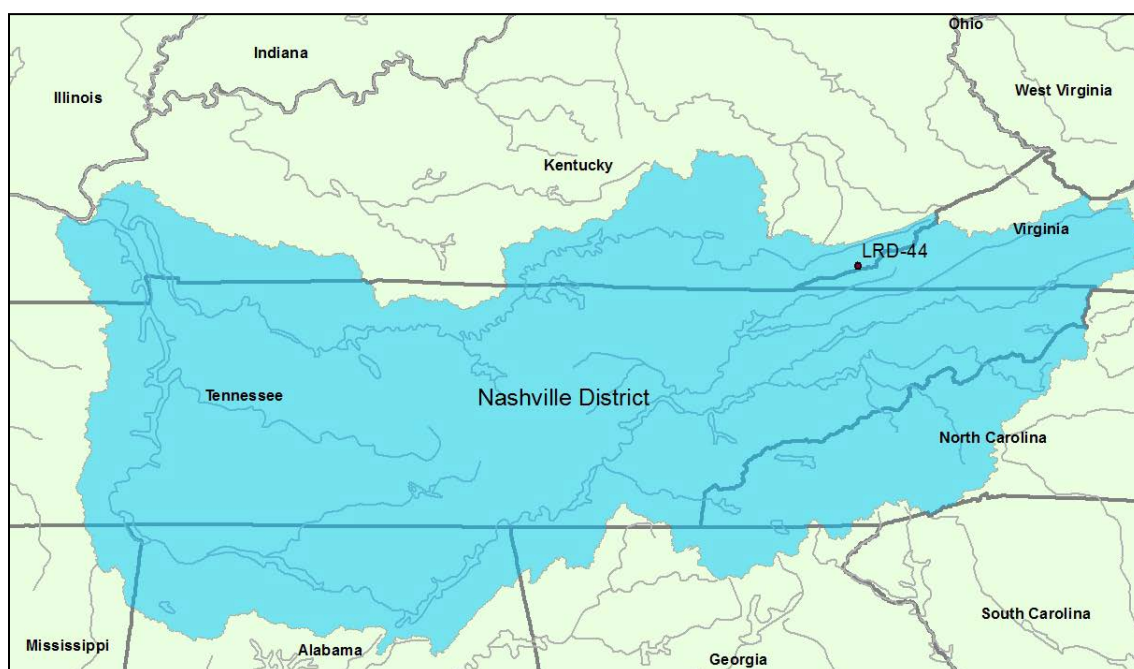 Ohio
Indiana
West Virginia
Illinois
Kentucky
Virginia
LRD-44
Tennessee
Nashville District
North Carolina
South Carolina
Mississippi
Alabama
Georgia